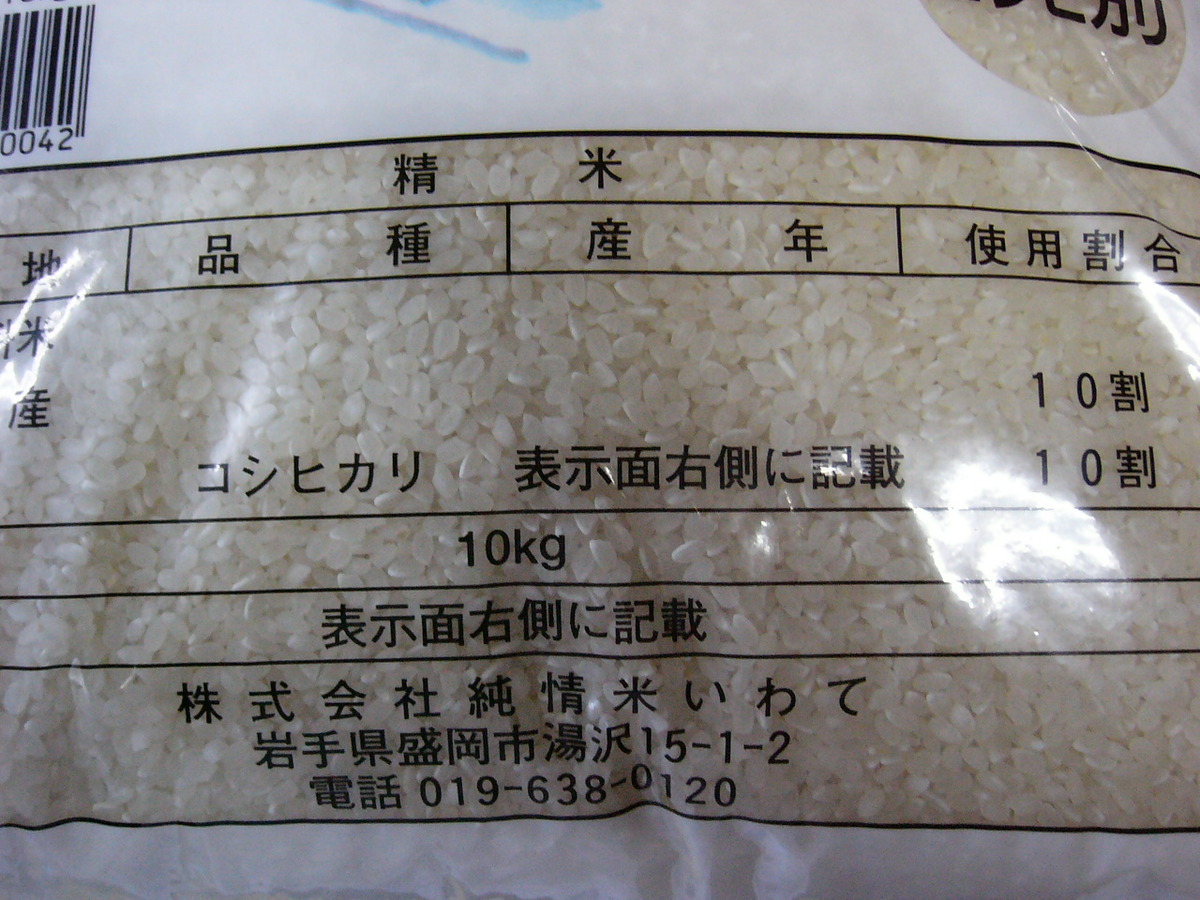 0042
別
精米
地 品種 産年 使用割合
米
産 10割
コシヒカリ 表示面右側に記載 10割
10kg
表示面右側に記載
株式会社純情米いわて
岩手県盛岡市湯沢15-1-2
電話 019-638-0120